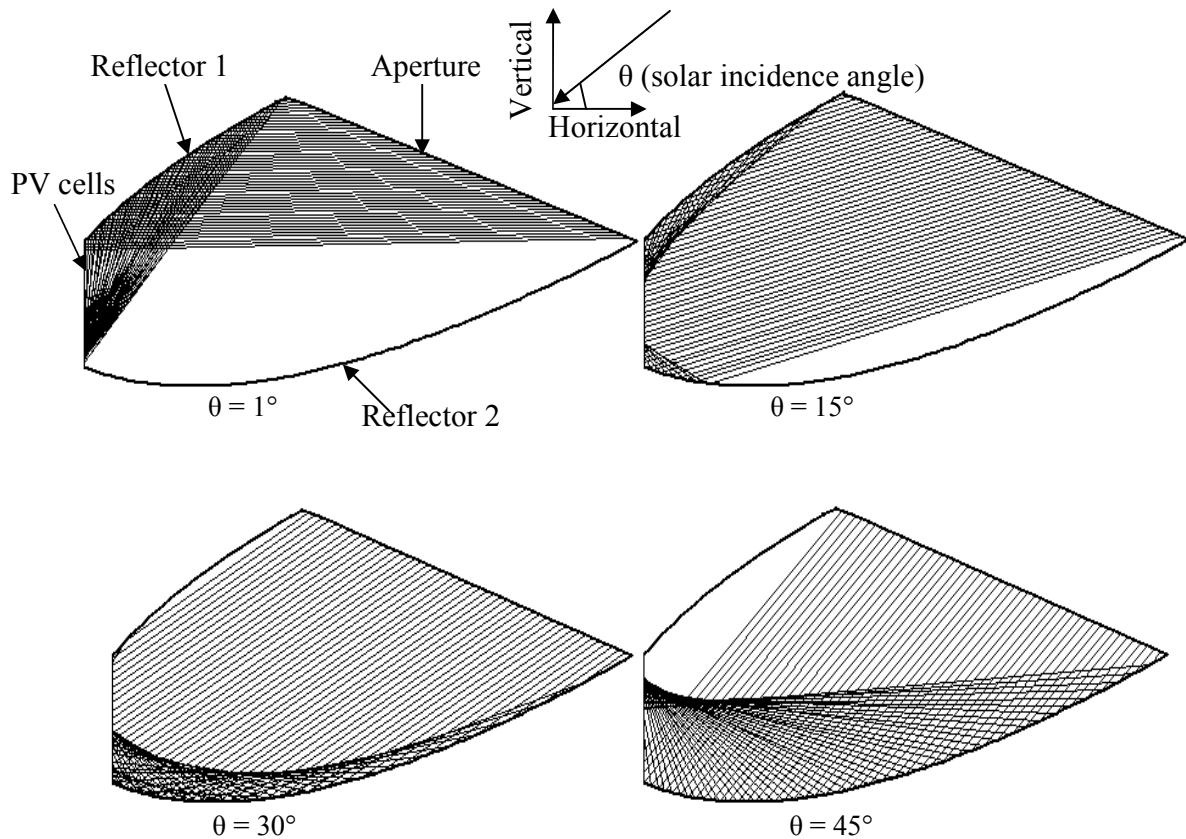 Reflector 1
Aperture
Vertical
θ (solar incidence angle)
Horizontal
PV cells
θ = 1°
Reflector 2
θ = 15°
θ = 30°
θ = 45°